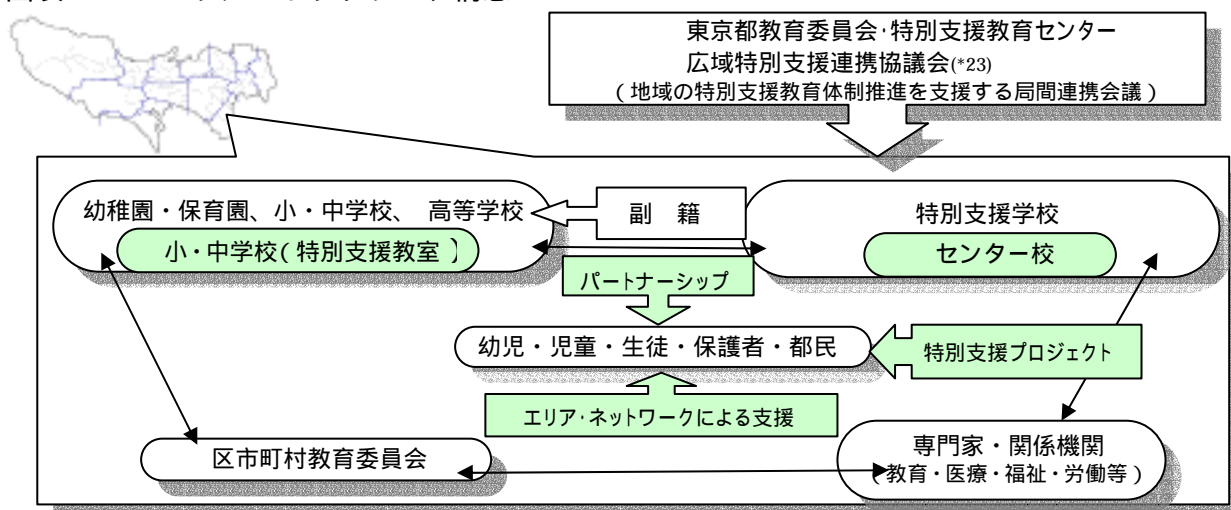 東京都教育委員会・特別支援教育センター
広域特別支援連携協議会(*23)
(地域の特別支援教育体制推進を支援する局間連携会議)
幼稚園・保育園、小・中学校、高等学校
小・中学校(特別支援教室)
副 籍
特別支援学校
センター校
パートナーシップ
幼児・児童・生徒・保護者・都民
特別支援プロジェクト
エリア・ネットワークによる支援
区市町村教育委員会
専門家・関係機関
(教育・医療・福祉・労働等)